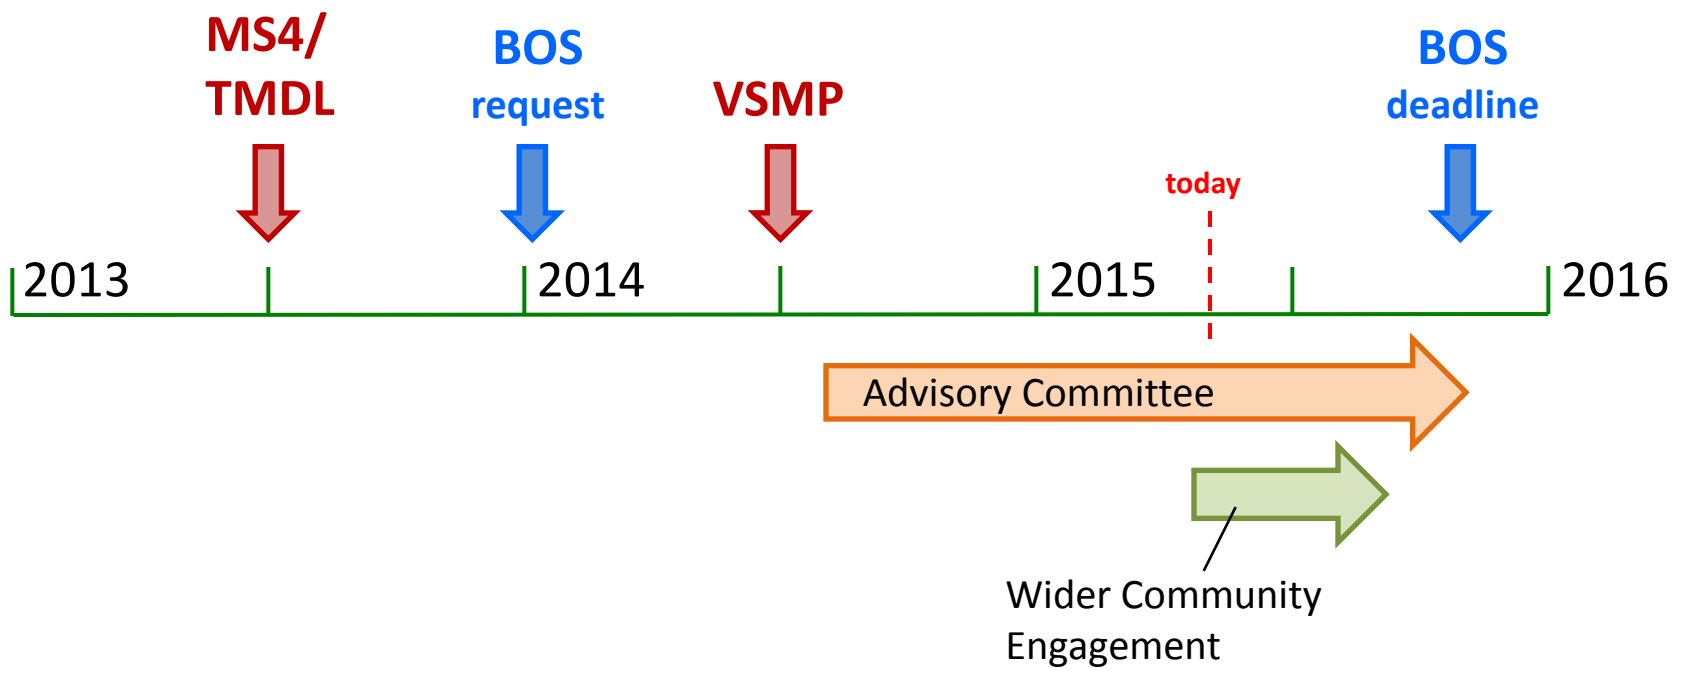 MS4/
TMDL
BOS
request
VSMP
BOS
deadline
today
2013
2014
2015
2016
Advisory Committee
Wider Community
Engagement